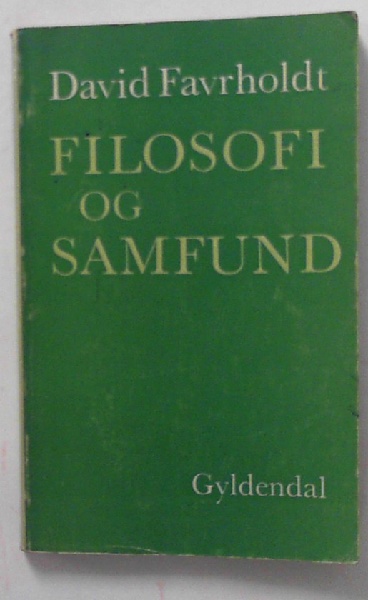 David Favrholdt
FILOSOFI
OG
SAMFUND
Gyldendal